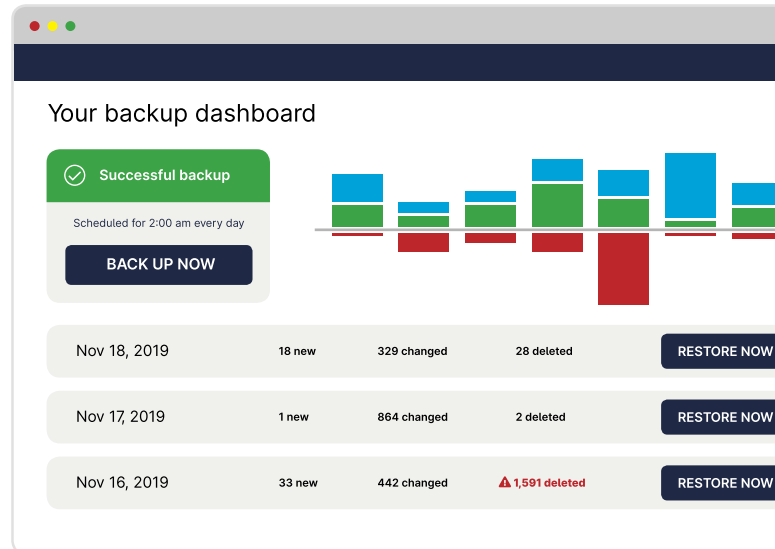 Your backup dashboard
Successful backup
Scheduled for 2:00 am every day
BACK UP NOW
Nov 18, 2019 18 new 329 changed 28 deleted RESTORE NOW
Nov 17, 2019 1 new 864 changed 2 deleted RESTORE NOW
Nov 16, 2019 33 new 442 changed 1,591 deleted RESTORE NOW